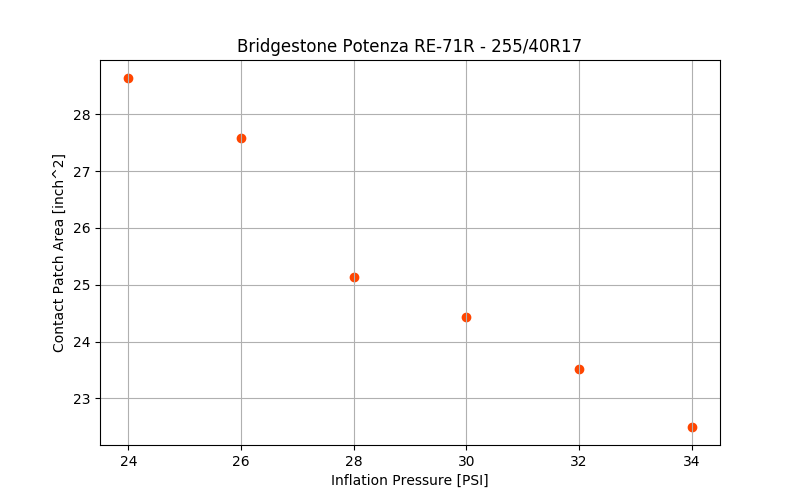 Bridgestone Potenza RE-71R - 255/40R17
Contact Patch Area [inch^2]
28
27
26
25
24
23
24 26 28 30 32 34
Inflation Pressure [PSI]